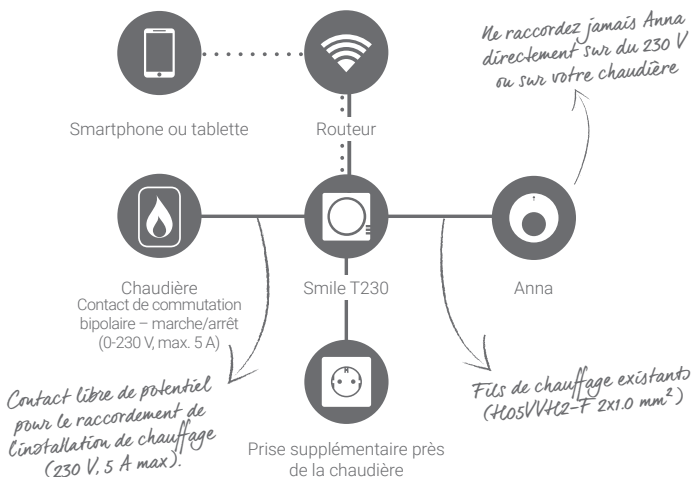 Ne raccordez jamais Anna
directement sur du 230 V
ou sur votre chaudière
Smartphone ou tablette
Routeur
Chaudière
Contact de commutation
bipolaire – marche/arrêt
(0-230 V, max. 5 A)
Smile T230
Anna
Contact libre de potentiel
pour le raccordement de
l'installation de chauffage
(230 V, 5 A max).
Fils de chauffage existants
(H05VVH2-F 2x1.0 mm²)
Prise supplémentaire près
de la chaudière